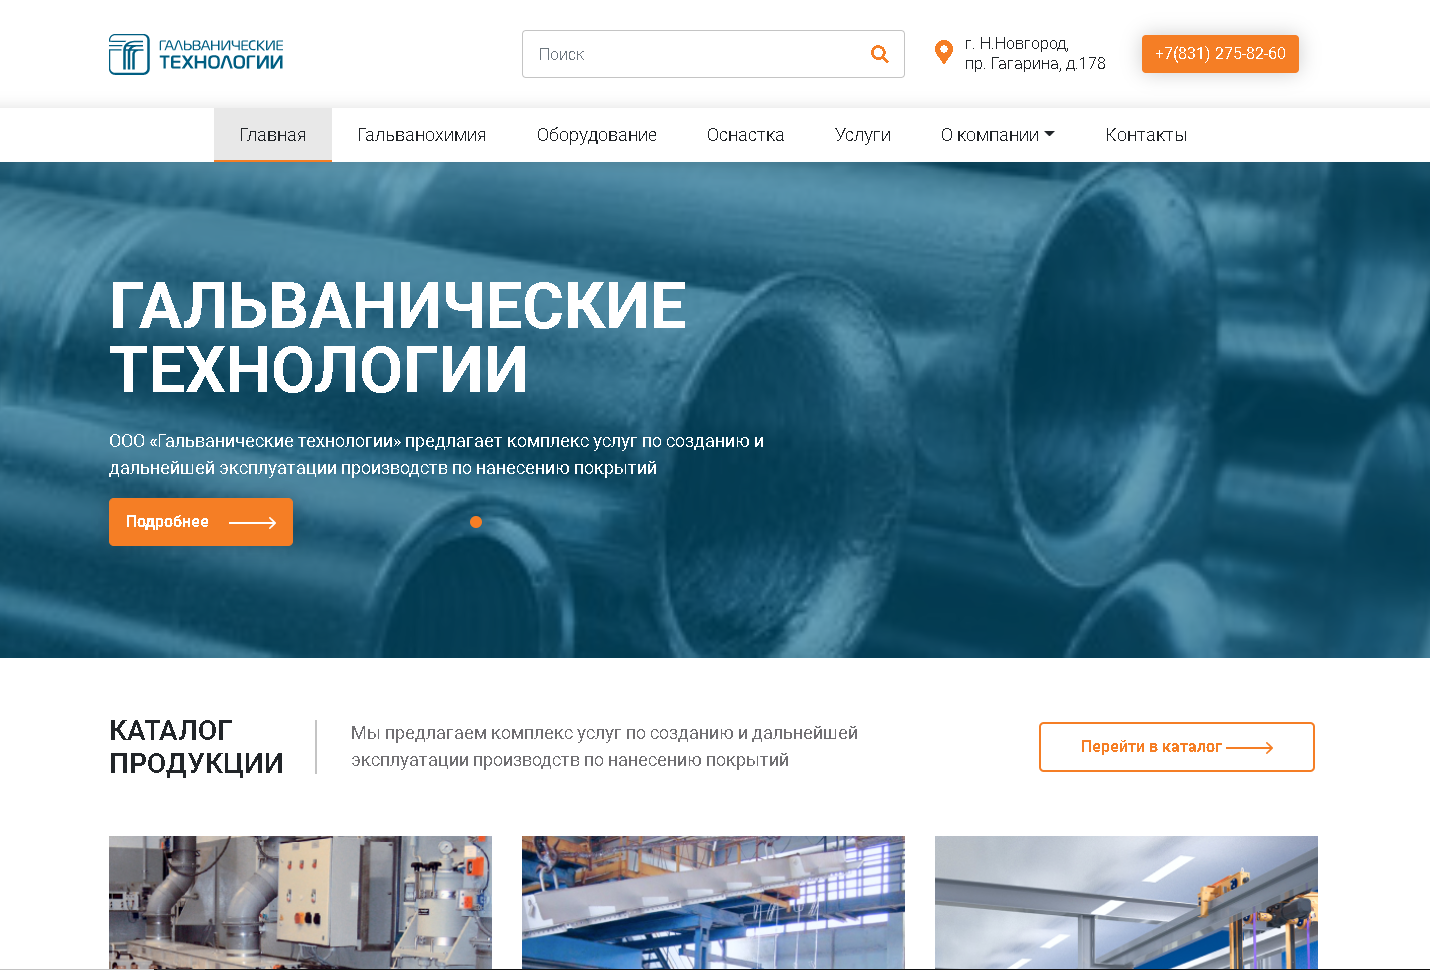 ГАЛЬВАНИЧЕСКИЕ
ТЕХНОЛОГИИ
Поиск
г. Н.Новгород,
пр. Гагарина, д.178
+7(831) 275-82-60
Главная
Гальванохимия
Оборудование
Оснастка
Услуги
О компании
Контакты
ГАЛЬВАНИЧЕСКИЕ
ТЕХНОЛОГИИ
ООО «Гальванические технологии» предлагает комплекс услуг по созданию и
дальнейшей эксплуатации производств по нанесению покрытий
Подробнее
КАТАЛОГ
ПРОДУКЦИИ
Мы предлагаем комплекс услуг по созданию и дальнейшей
эксплуатации производств по нанесению покрытий
Перейти в каталог